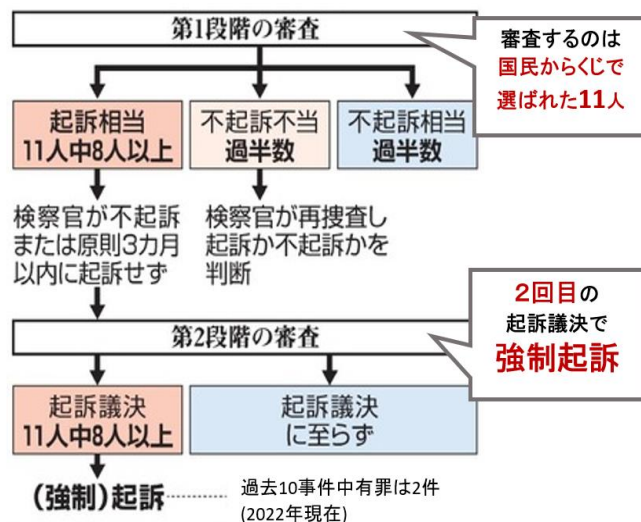 第1段階の審査
審査するのは
国民からくじで
選ばれた11人
起訴相当
11人中8人以上
不起訴不当
過半数
不起訴相当
過半数
検察官が不起訴
または原則3カ月
以内に起訴せず
検察官が再捜査し
起訴か不起訴かを
判断
2回目の
起訴議決で
強制起訴
第2段階の審査
起訴議決
11人中8人以上
起訴議決
に至らず
(強制)起訴
過去10事件中有罪は2件
(2022年現在)